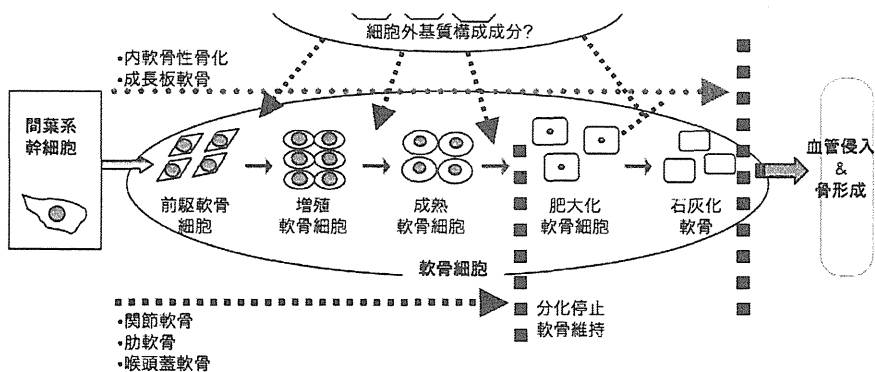 細胞外基質構成成分?
•内軟骨性骨化
•成長板軟骨
間葉系
幹細胞
前駆軟骨
細胞
増殖
軟骨細胞
成熟
軟骨細胞
肥大化
軟骨細胞
石灰化
軟骨
血管侵入
&
骨形成
軟骨細胞
•関節軟骨
•肋軟骨
•喉頭蓋軟骨
分化停止
軟骨維持